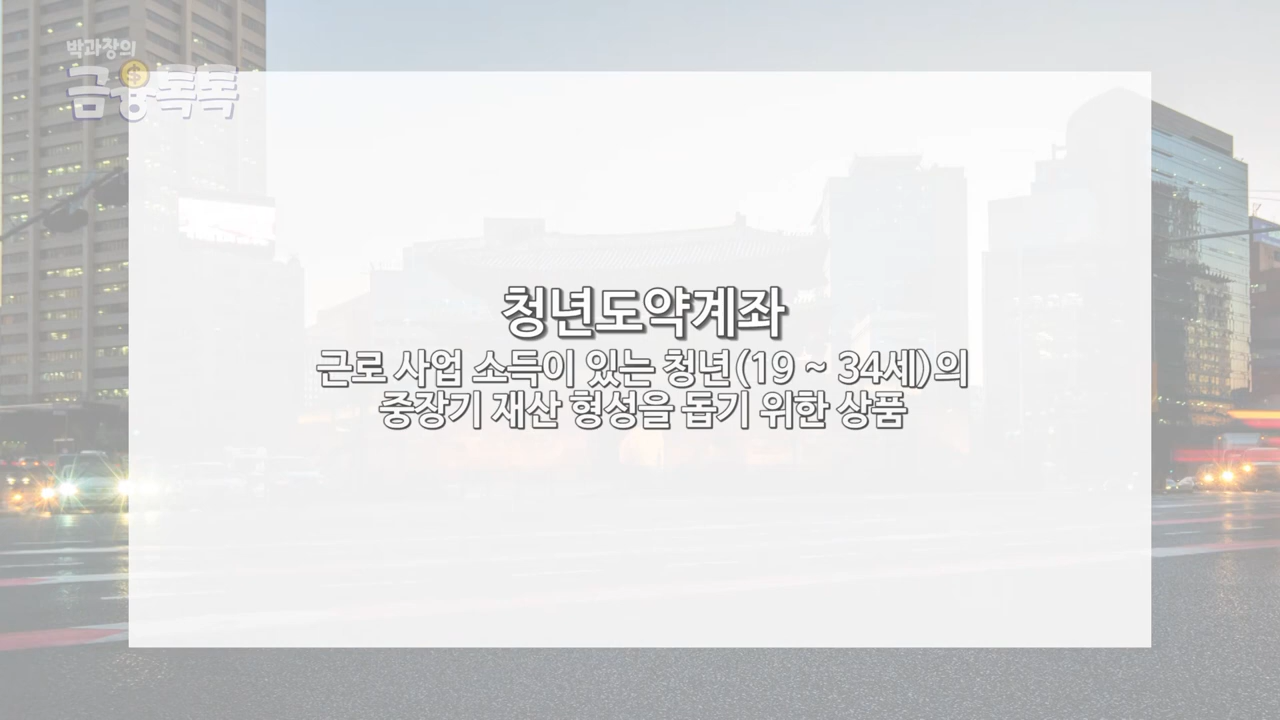 박과장의
금융톡톡
청년도약계좌
근로 사업 소득이 있는 청년(19 ~ 34세)의
중장기 재산 형성을 돕기 위한 상품